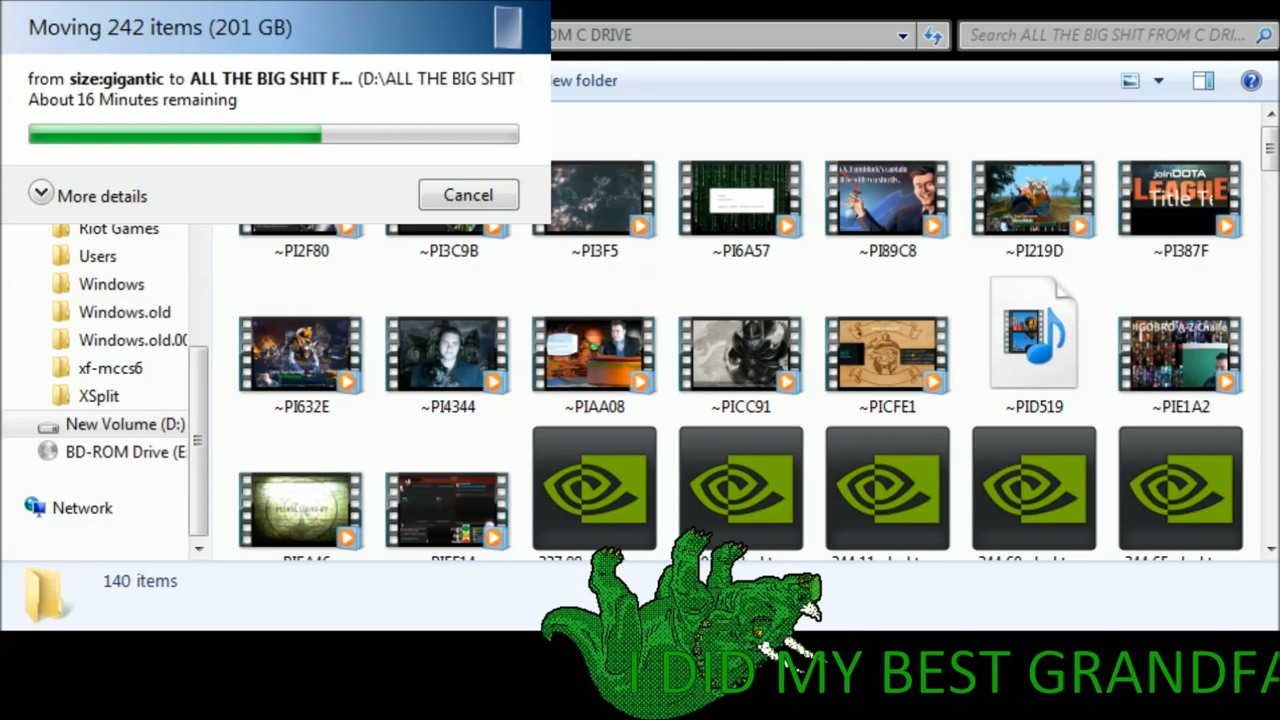 Moving 242 items (201 GB)
OM C DRIVE
Search ALL THE BIG SHIT FROM C DRI...
from size:gigantic to ALL THE BIG SHIT F... (D:\ALL THE BIG SHIT
ew folder
About 16 Minutes remaining
More details
Cancel
Riot Games
Users
Windows
Windows.old
Windows.old.00
xf-mccs6
XSplit
New Volume (D:)
BD-ROM Drive (E
Network
joinDOTA
LEAGUE
~PI2F80
~PI3C9B
~PI3F5
~PI6A57
~PI89C8
~PI219D
~PI387F
~PI632E
~PI4344
~PIAA08
~PICC91
~PICFE1
~PID519
~PIE1A2
140 items
I DID MY BEST GRANDFA